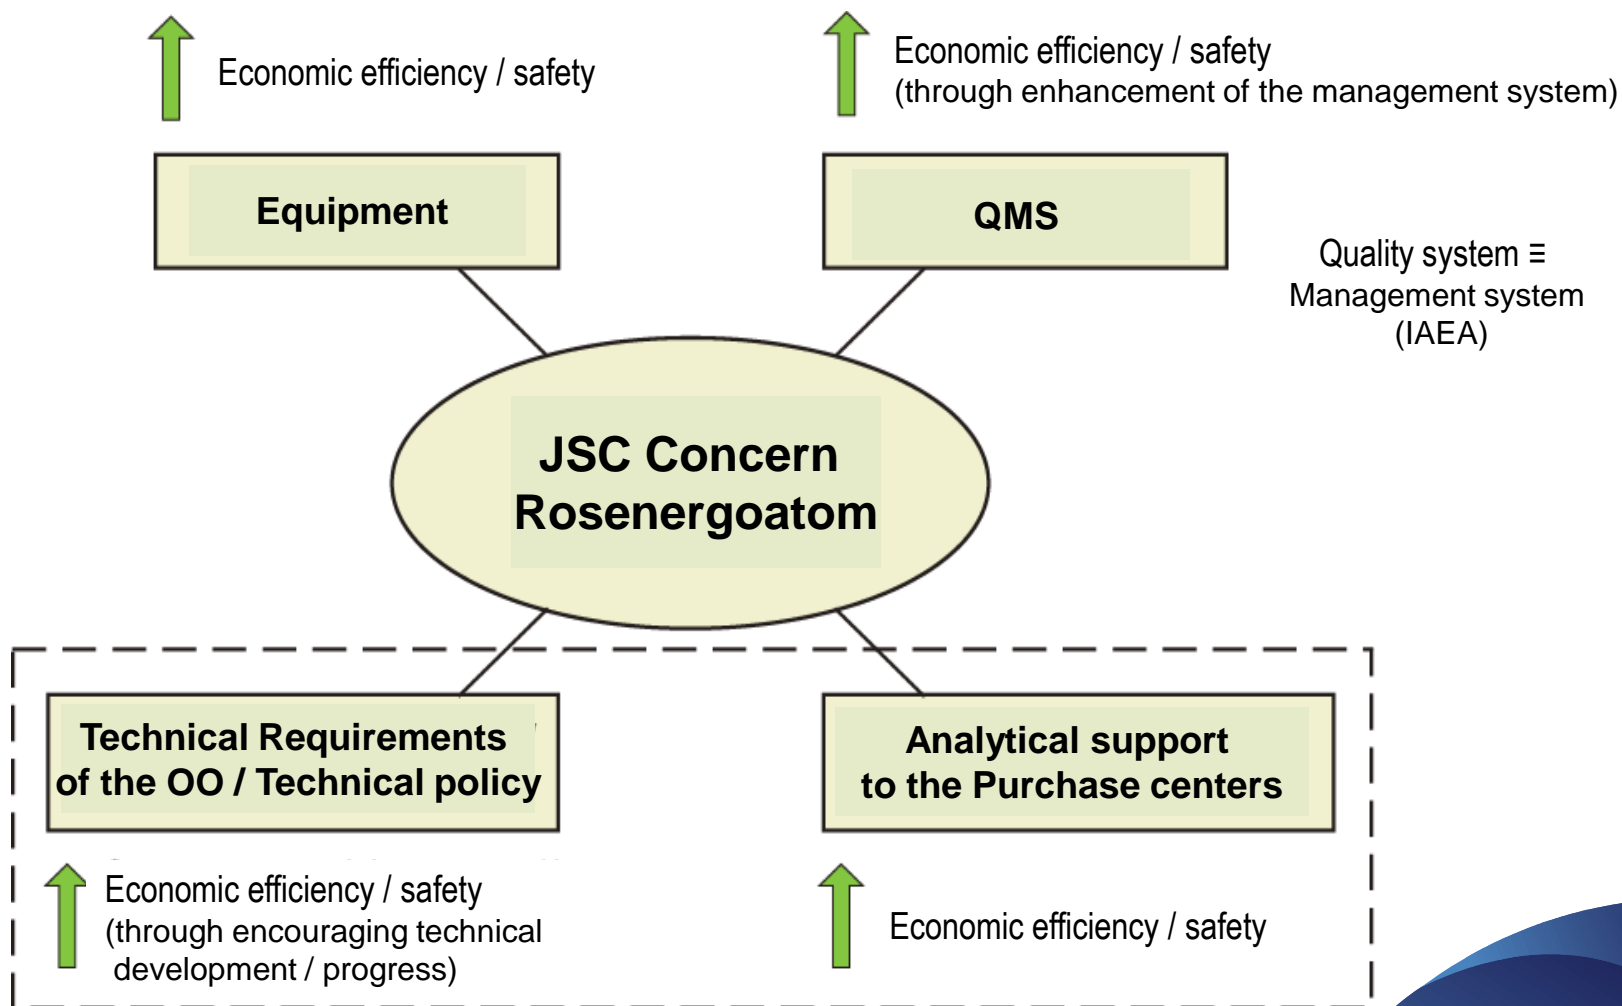 Economic efficiency / safety
Economic efficiency / safety
(through enhancement of the management system)
Equipment
QMS
Quality system ≡
Management system
(IAEA)
JSC Concern
Rosenergoatom
Technical Requirements
of the OO / Technical policy
Analytical support
to the Purchase centers
Economic efficiency / safety
(through encouraging technical
development / progress)
Economic efficiency / safety